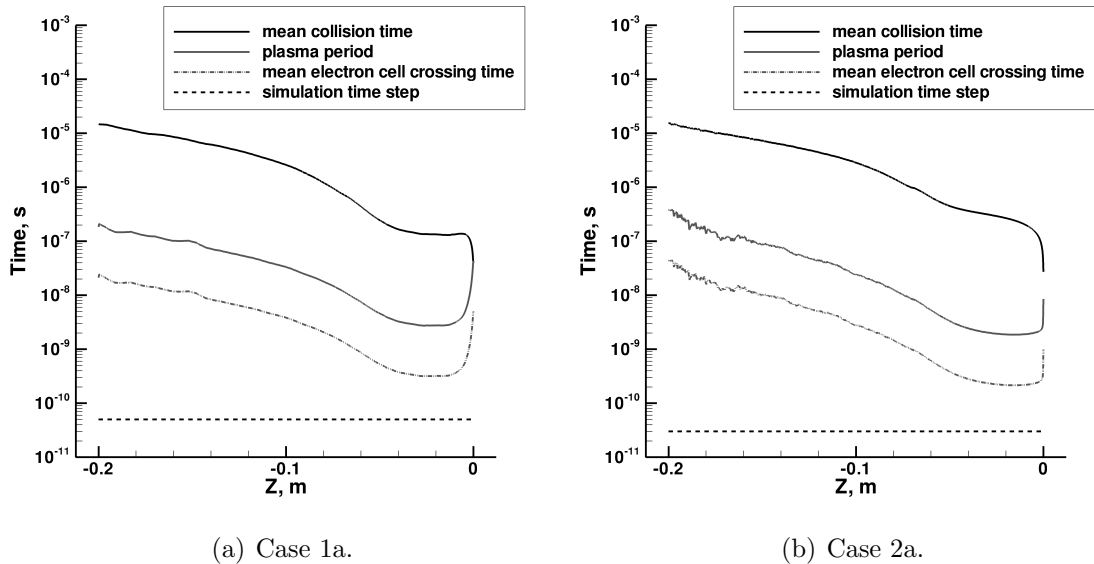 mean collision time
plasma period
mean electron cell crossing time
simulation time step
10-3
10-4
10-5
10-6
10-7
10-8
10-9
10-10
10-11
Time, s
-0.2
-0.1
0
Z, m
(a) Case 1a.
mean collision time
plasma period
mean electron cell crossing time
simulation time step
10-3
10-4
10-5
10-6
10-7
10-8
10-9
10-10
10-11
Time, s
-0.2
-0.1
0
Z, m
(b) Case 2a.